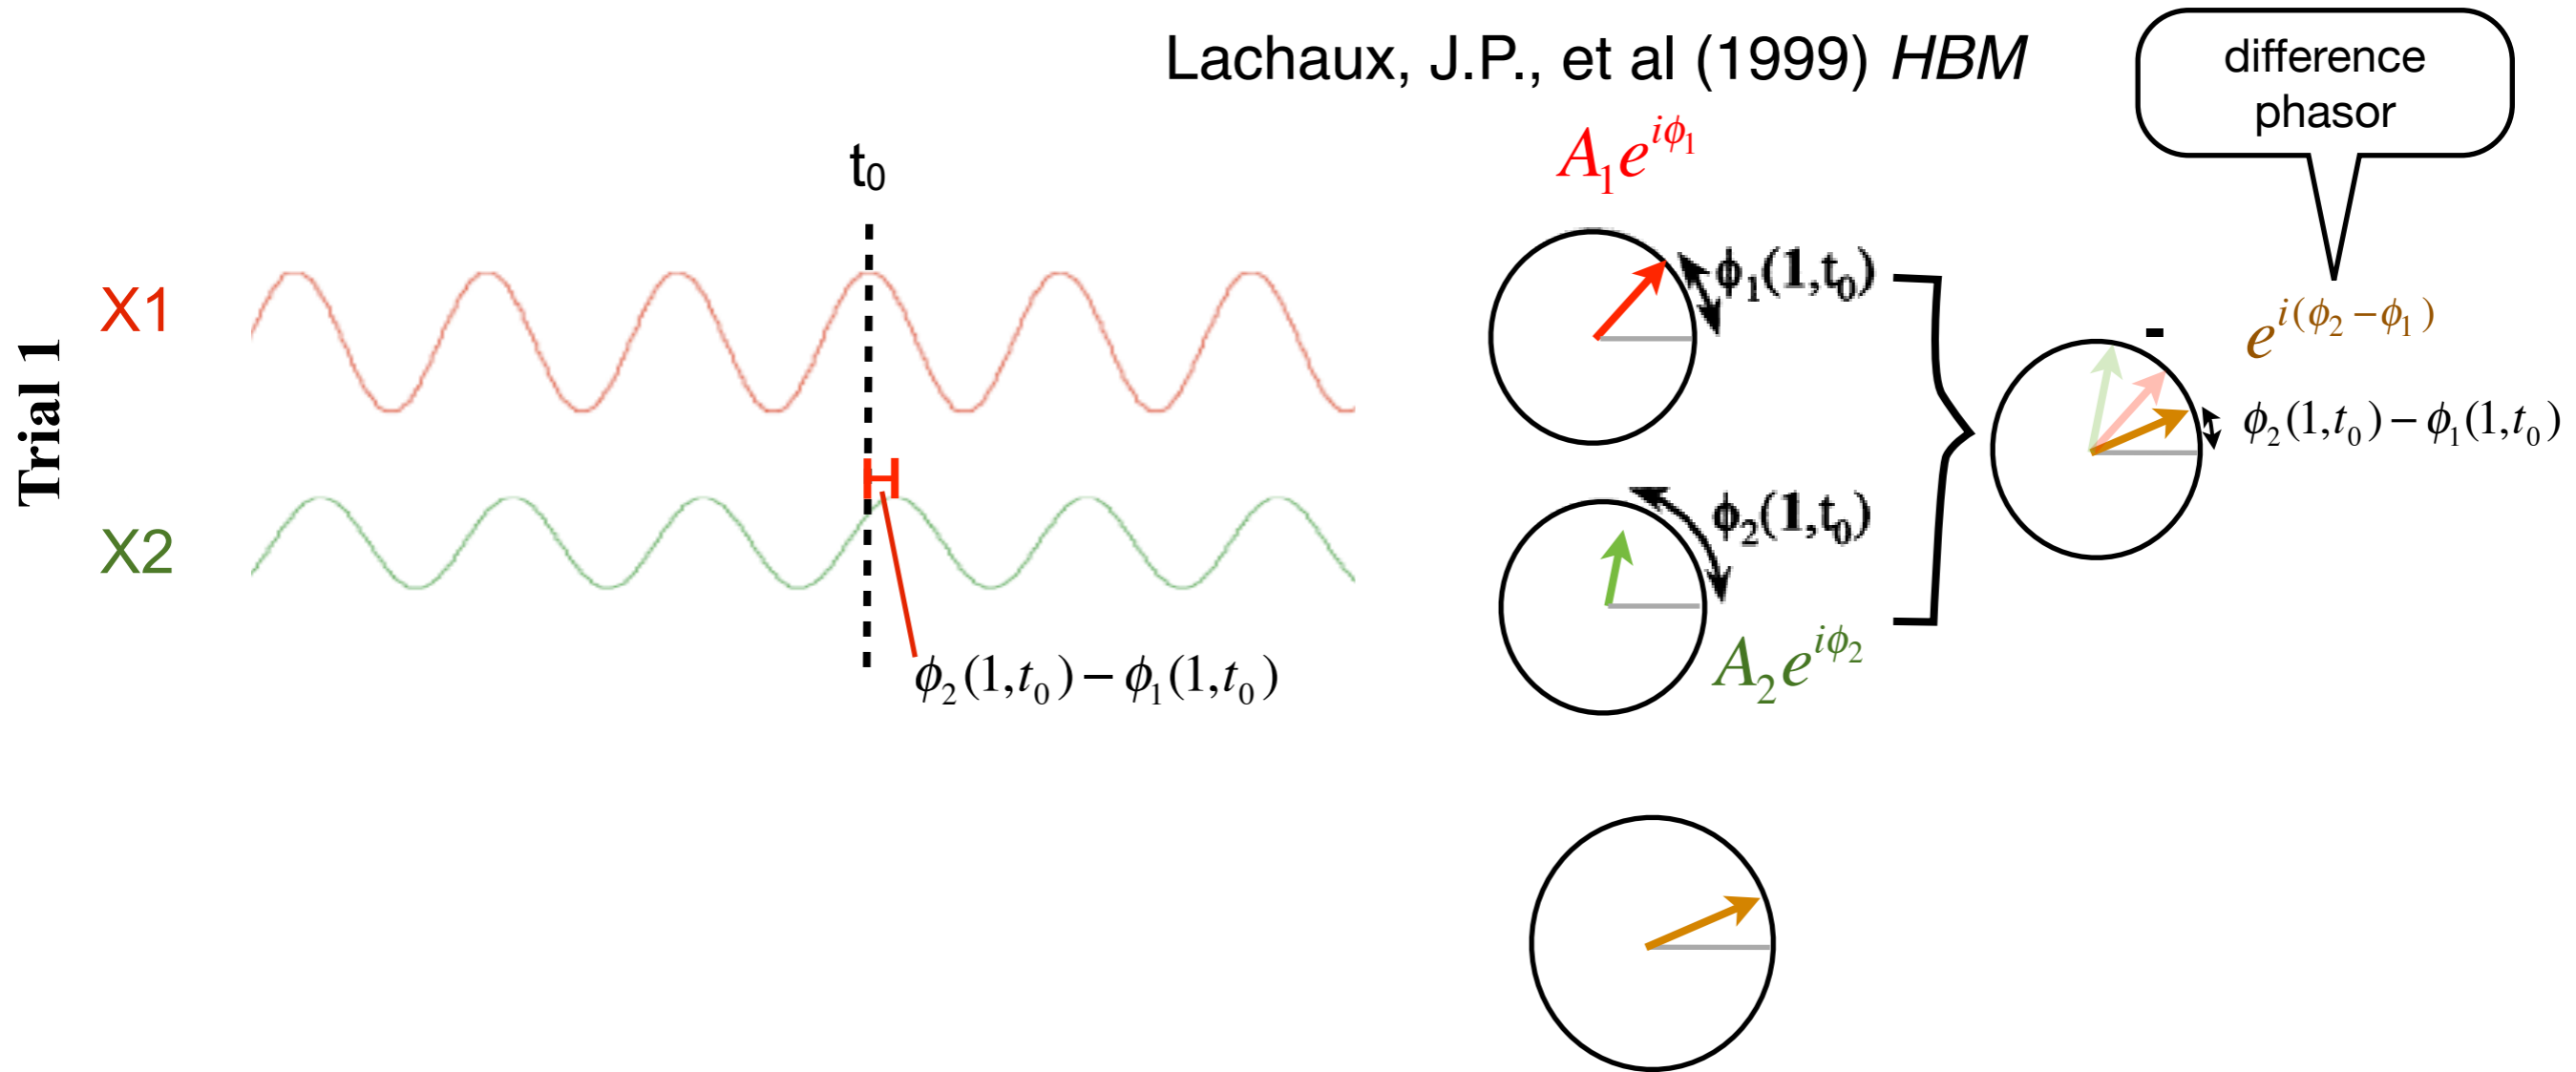 Lachaux, J.P., et al (1999) HBM
difference
phasor
t₀
A₁e^{iϕ₁}
Trial 1
X1
ϕ₁(1,t₀)
e^{i(ϕ₂ − ϕ₁)}
-
ϕ₂(1,t₀) − ϕ₁(1,t₀)
X2
ϕ₂(1,t₀)
A₂e^{iϕ₂}
ϕ₂(1,t₀) − ϕ₁(1,t₀)